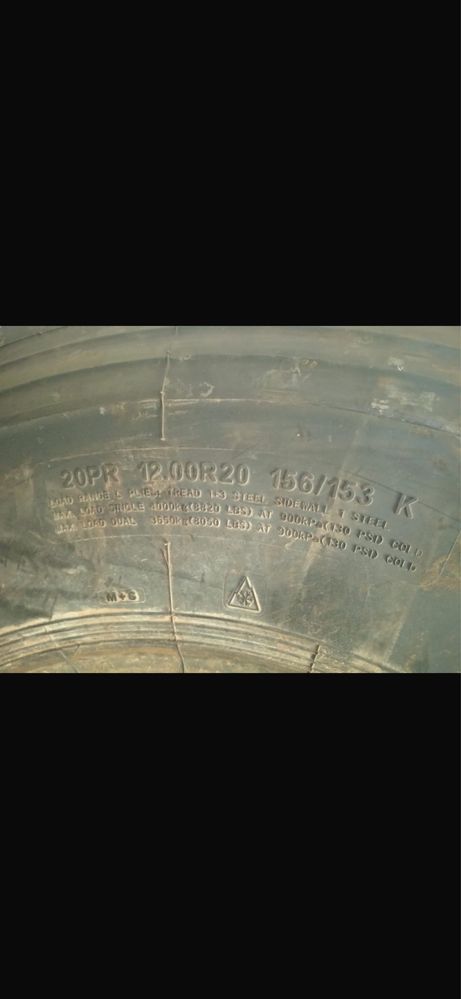 20PR 12.00R20 156/153 K
LOAD RANGE PLIES: TREAD 1+3 STEEL SIDEWALL 1 STEEL
MAX. LOAD SINGLE 4000KG(8820 LBS) AT 900KPa(130 PSI) COLD
MAX. LOAD DUAL 3650KG(8050 LBS) AT 900KPa(130 PSI) COLD
M+S